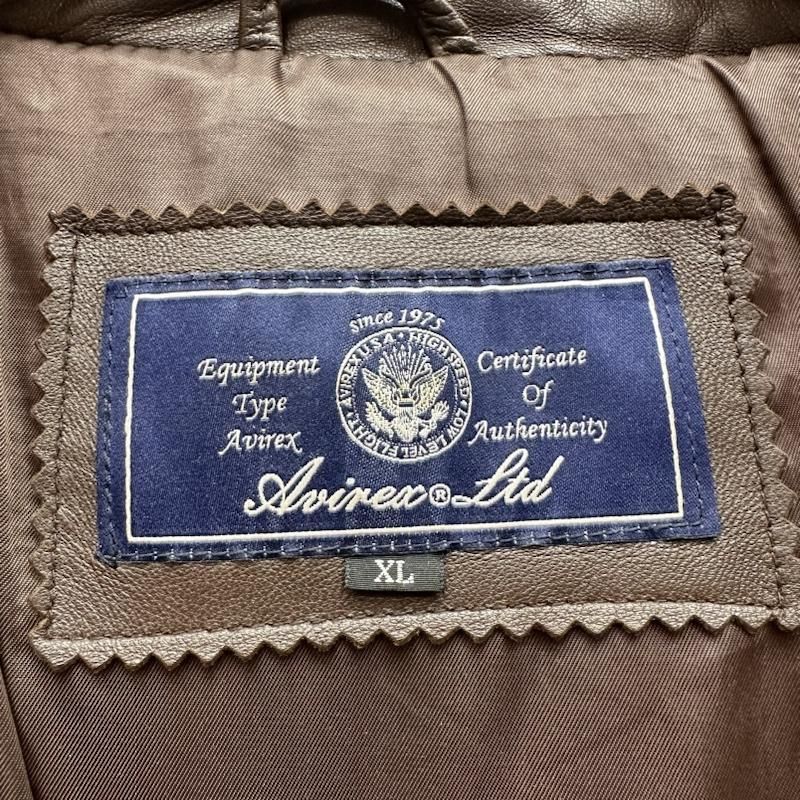 since 1975
AVIREX U.S.A. • HIGH SPEED • LOW LEVEL FLIGHT
Equipment
Type
Avirex
Certificate
Of
Authenticity
Avirex®Ltd
XL